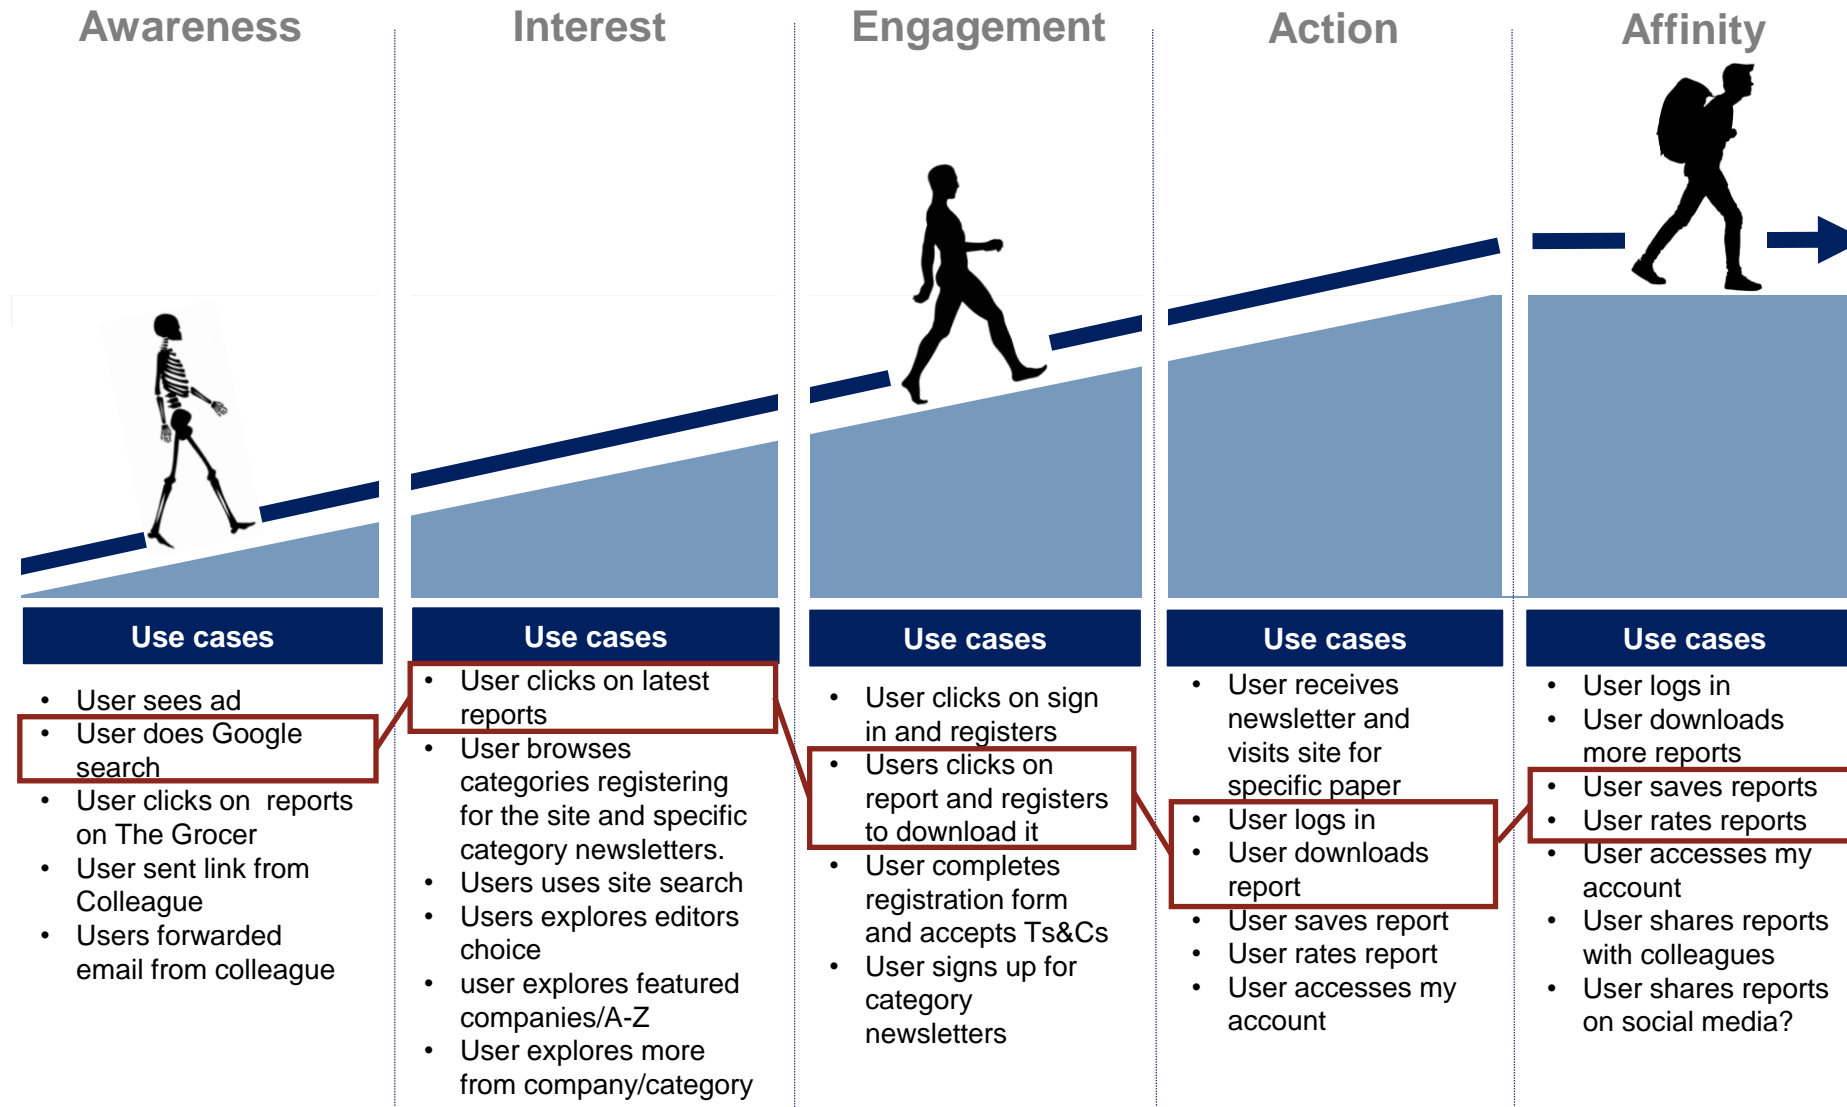 Awareness
Interest
Engagement
Action
Affinity
Use cases
• User sees ad
• User does Google
search
• User clicks on  reports
on The Grocer
• User sent link from
Colleague
• Users forwarded
email from colleague
Use cases
• User clicks on latest
reports
• User browses
categories registering
for the site and specific
category newsletters.
• Users uses site search
• Users explores editors
choice
• user explores featured
companies/A-Z
• User explores more
from company/category
Use cases
• User clicks on sign
in and registers
• Users clicks on
report and registers
to download it
• User completes
registration form
and accepts Ts&Cs
• User signs up for
category
newsletters
Use cases
• User receives
newsletter and
visits site for
specific paper
• User logs in
• User downloads
report
• User saves report
• User rates report
• User accesses my
account
Use cases
• User logs in
• User downloads
more reports
• User saves reports
• User rates reports
• User accesses my
account
• User shares reports
with colleagues
• User shares reports
on social media?